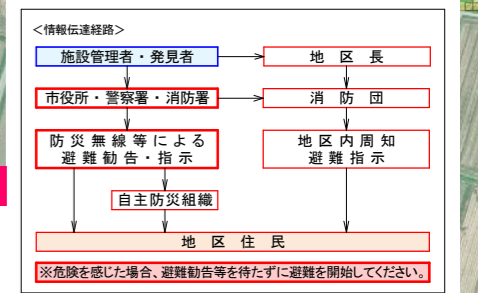 ＜情報伝達経路＞
施設管理者・発見者
地区長
市役所・警察署・消防署
消防団
防災無線等による
避難勧告・指示
地区内周知
避難指示
自主防災組織
地区住民
※危険を感じた場合、避難勧告等を待たずに避難を開始してください。